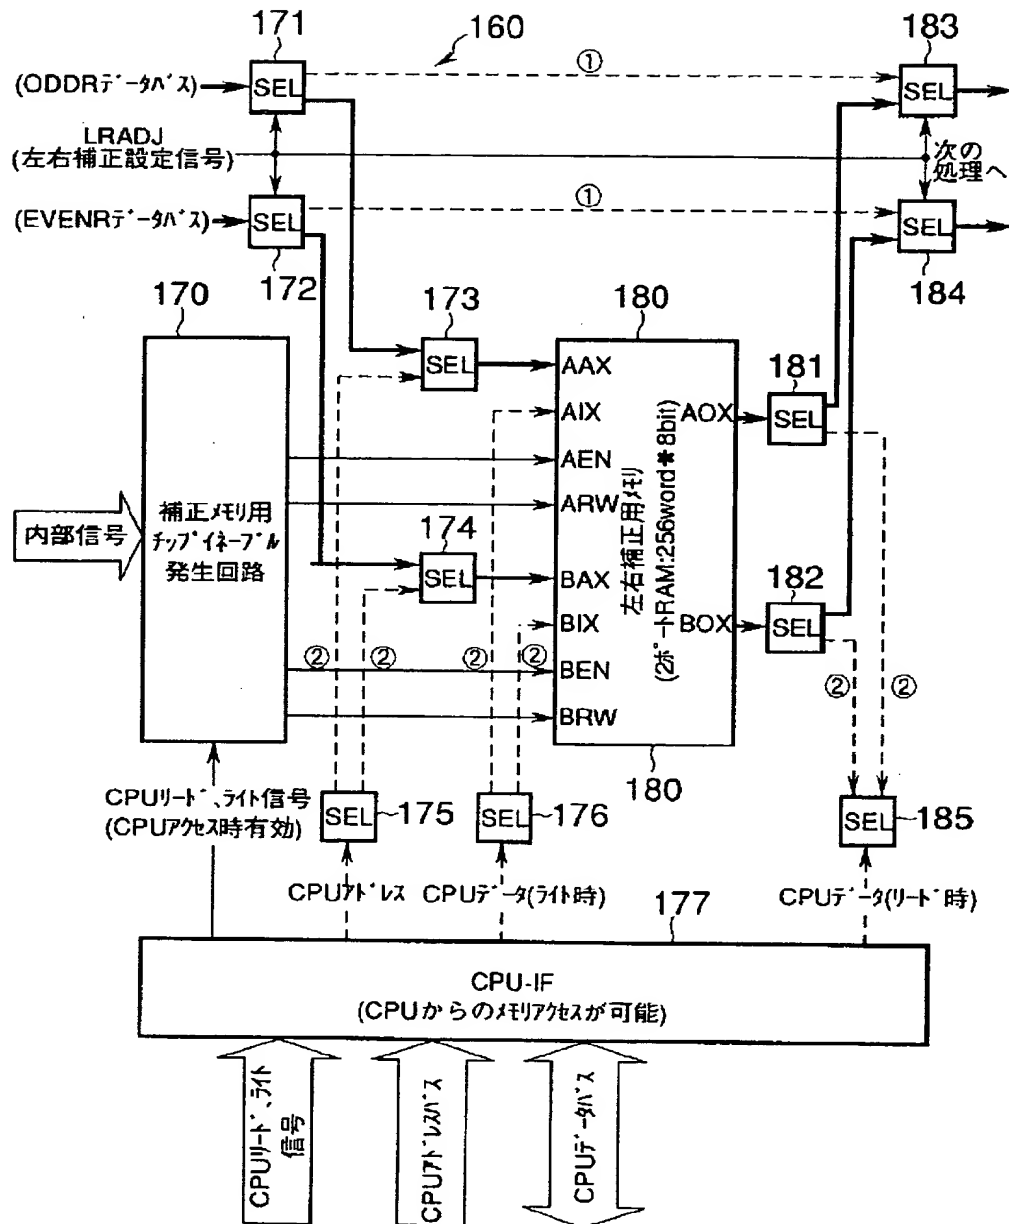 171
160
183
(ODDRデータバス)
SEL
①
SEL
LRADJ
(左右補正設定信号)
次の
処理へ
(EVENRデータバス)
SEL
①
SEL
172
184
170
173
180
SEL
AAX
181
AIX
AOX
SEL
AEN
ARW
内部信号
補正メモリ用
チップイネーブル
発生回路
174
SEL
BAX
左右補正用メモリ
(2ポートRAM:256word*8bit)
182
BIX
BOX
SEL
②
②
②
②
BEN
②
②
BRW
180
CPUリード、ライト信号
(CPUアクセス時有効)
SEL
175
SEL
176
SEL
185
CPUアドレス
CPUデータ(ライト時)
177
CPUデータ(リード時)
CPU-IF
(CPUからのメモリアクセスが可能)
CPUリード、ライト
信号
CPUアドレスバス
CPUデータバス